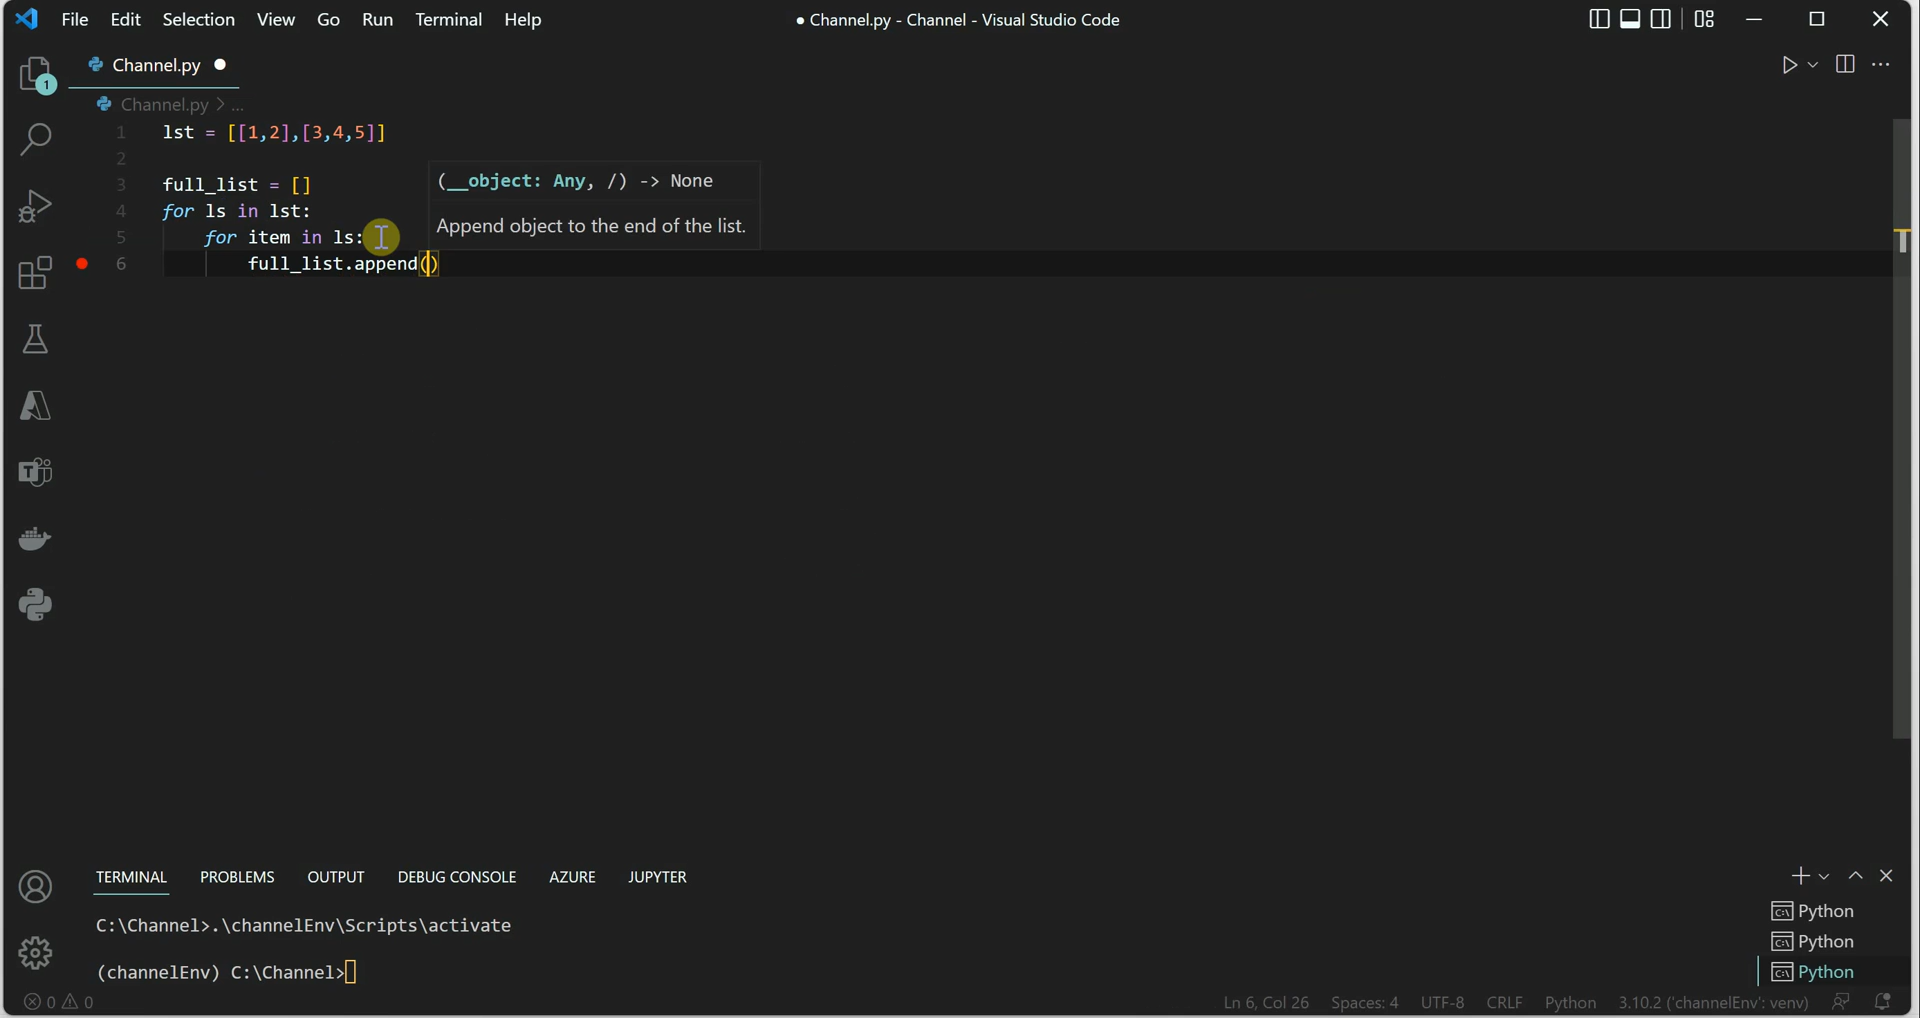 File Edit Selection View Go Run Terminal Help
● Channel.py - Channel - Visual Studio Code
1
Channel.py ●
Channel.py > ...
1 lst = [[1,2],[3,4,5]]
2
3 full_list = []
4 for ls in lst:
5 for item in ls:
6 full_list.append()
(__object: Any, /) -> None
Append object to the end of the list.
TERMINAL PROBLEMS OUTPUT DEBUG CONSOLE AZURE JUPYTER
C:\Channel>.\channelEnv\Scripts\activate
(channelEnv) C:\Channel>
Python
Python
Python
0 0 Ln 6, Col 26 Spaces: 4 UTF-8 CRLF Python 3.10.2 ('channelEnv': venv)